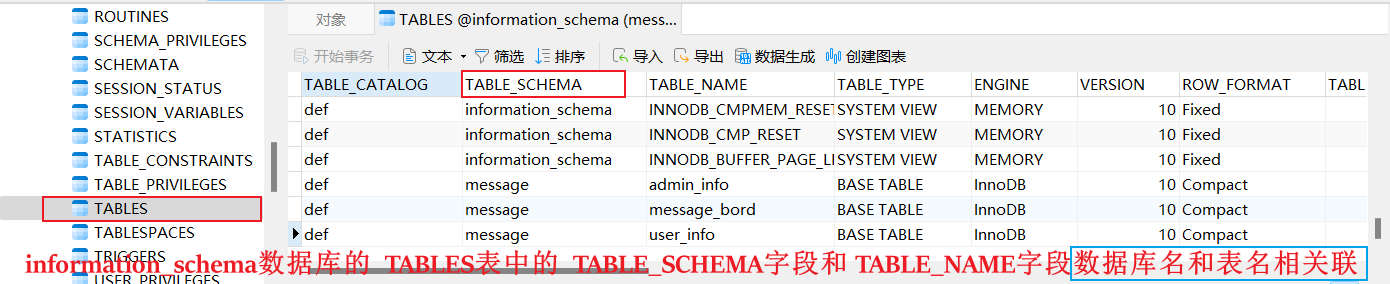 ROUTINES
SCHEMA_PRIVILEGES
SCHEMATA
SESSION_STATUS
SESSION_VARIABLES
STATISTICS
TABLE_CONSTRAINTS
TABLE_PRIVILEGES
TABLES
TABLESPACES
TRIGGERS
USER_PRIVILEGES
对象 TABLES @information_schema (mess...
开始事务 文本 筛选 排序 导入 导出 数据生成 创建图表
TABLE_CATALOG TABLE_SCHEMA TABLE_NAME TABLE_TYPE ENGINE VERSION ROW_FORMAT TABL
def information_schema INNODB_CMPMEM_RESET SYSTEM VIEW MEMORY 10 Fixed
def information_schema INNODB_CMP_RESET SYSTEM VIEW MEMORY 10 Fixed
def information_schema INNODB_BUFFER_PAGE_L SYSTEM VIEW MEMORY 10 Fixed
def message admin_info BASE TABLE InnoDB 10 Compact
def message message_bord BASE TABLE InnoDB 10 Compact
def message user_info BASE TABLE InnoDB 10 Compact
information_schema数据库的 TABLES表中的 TABLE_SCHEMA字段和 TABLE_NAME字段数据库名和表名相关联